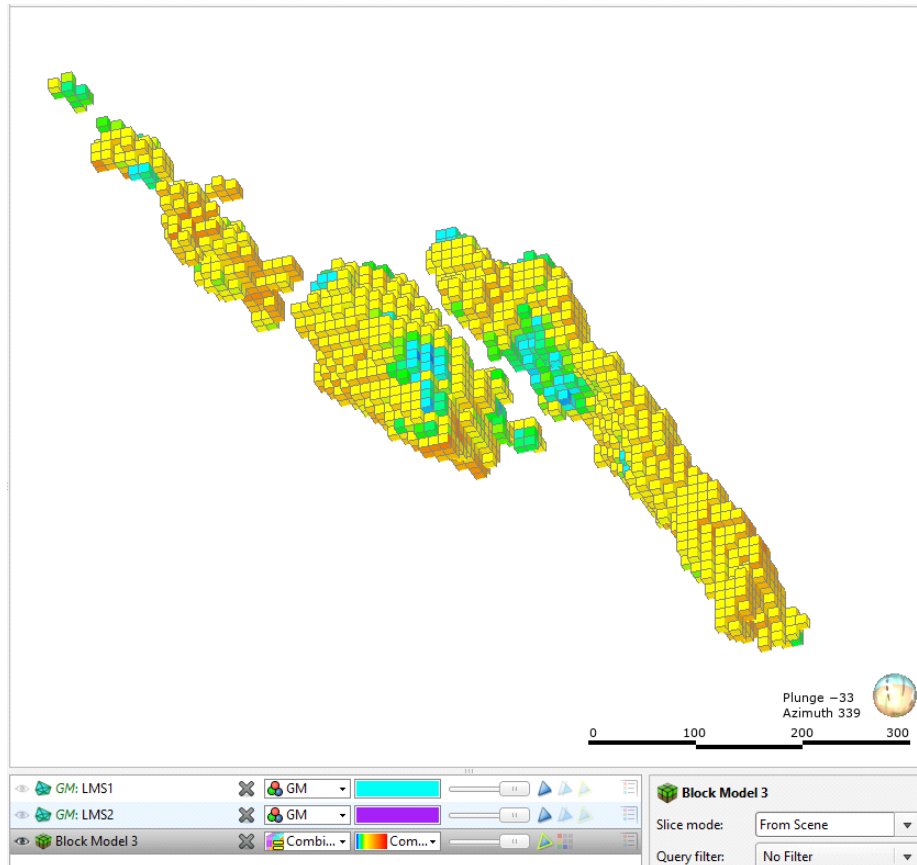 Plunge −33
Azimuth 339
0 100 200 300
GM: LMS1 GM
GM: LMS2 GM
Block Model 3 Combi... Com...
Block Model 3
Slice mode: From Scene
Query filter: No Filter